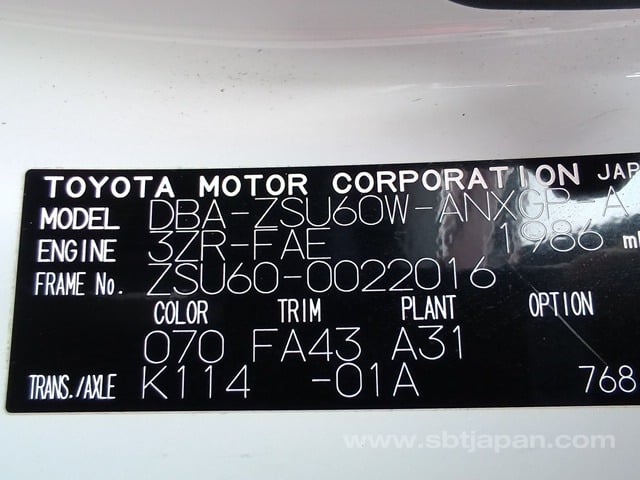 TOYOTA MOTOR CORPORATION JAP
MODEL DBA-ZSU60W-ANXGP-A
ENGINE 3ZR-FAE 1986 m
FRAME No. ZSU60-0022016
COLOR TRIM PLANT OPTION
070 FA43 A31
TRANS./AXLE K114 -01A 768
www.sbtjapan.com